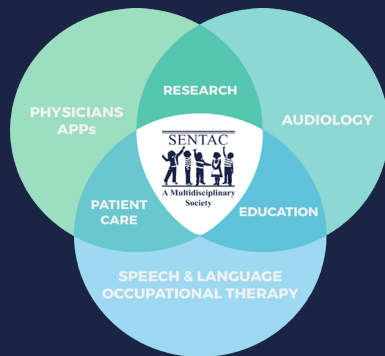 RESEARCH
PHYSICIANS
APPs
AUDIOLOGY
SENTAC
A Multidisciplinary
Society
PATIENT
CARE
EDUCATION
SPEECH & LANGUAGE
OCCUPATIONAL THERAPY